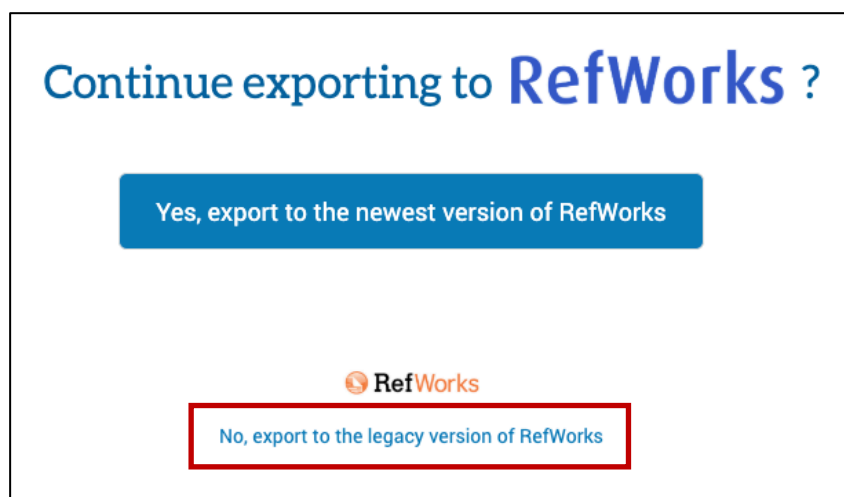 Continue exporting to RefWorks ?
Yes, export to the newest version of RefWorks
RefWorks
No, export to the legacy version of RefWorks